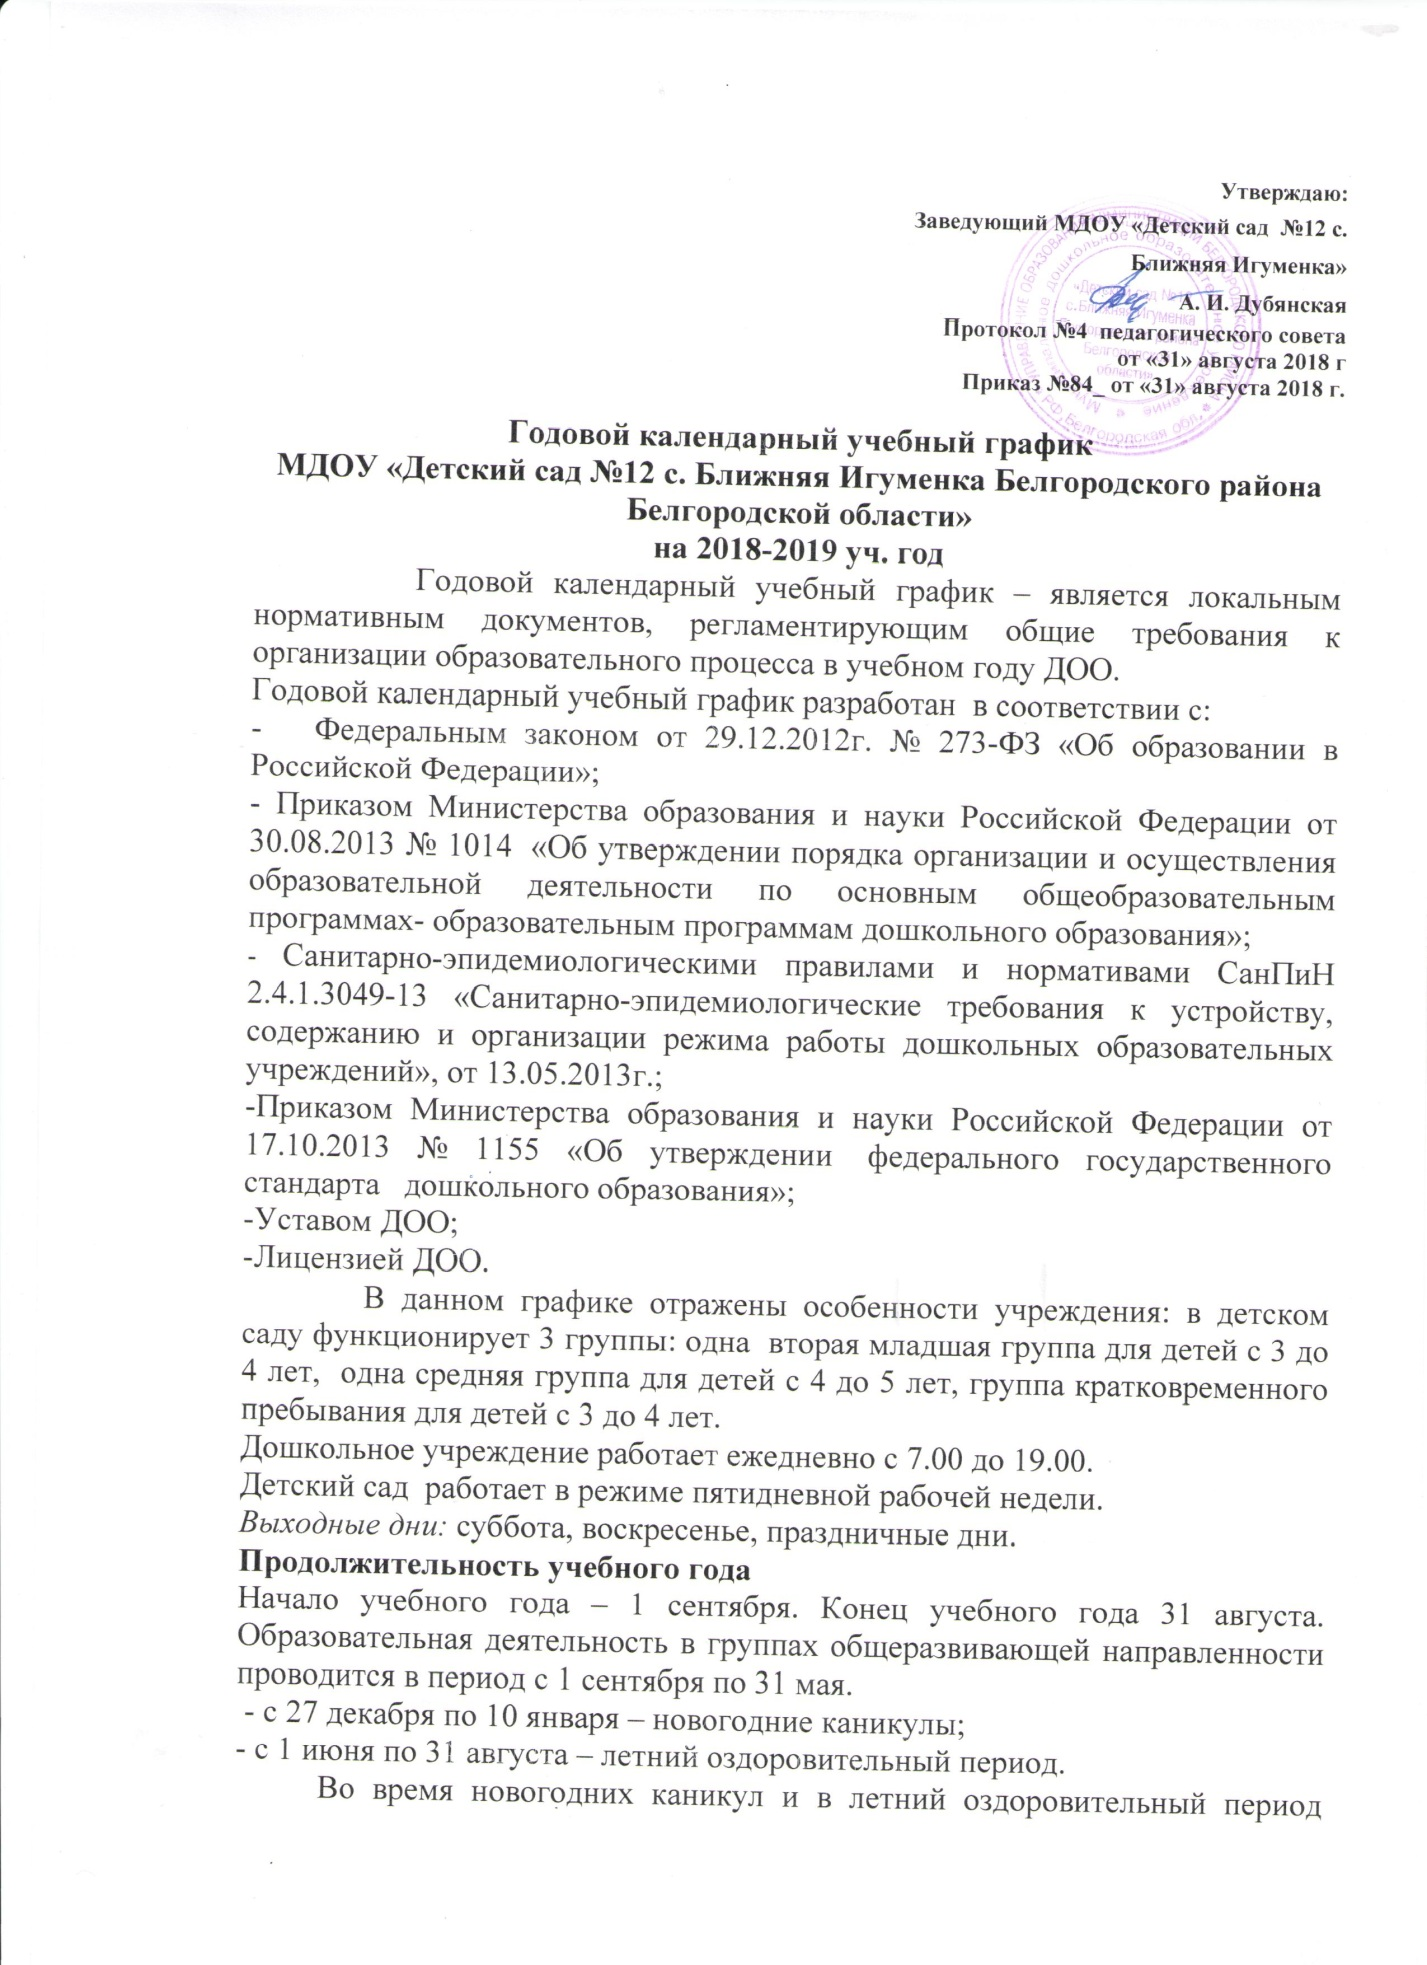 Утверждаю:
Заведующий МДОУ «Детский сад №12 с.
Ближняя Игуменка»
А. И. Дубянская
Протокол №4 педагогического совета
от «31» августа 2018 г
Приказ №84_ от «31» августа 2018 г.
Годовой календарный учебный график
МДОУ «Детский сад №12 с. Ближняя Игуменка Белгородского района
Белгородской области»
на 2018-2019 уч. год
Годовой календарный учебный график – является локальным
нормативным документов, регламентирующим общие требования к
организации образовательного процесса в учебном году ДОО.
Годовой календарный учебный график разработан в соответствии с:
- Федеральным законом от 29.12.2012г. № 273-ФЗ «Об образовании в
Российской Федерации»;
- Приказом Министерства образования и науки Российской Федерации от
30.08.2013 № 1014 «Об утверждении порядка организации и осуществления
образовательной деятельности по основным общеобразовательным
программах- образовательным программам дошкольного образования»;
- Санитарно-эпидемиологическими правилами и нормативами СанПиН
2.4.1.3049-13 «Санитарно-эпидемиологические требования к устройству,
содержанию и организации режима работы дошкольных образовательных
учреждений», от 13.05.2013г.;
-Приказом Министерства образования и науки Российской Федерации от
17.10.2013 № 1155 «Об утверждении федерального государственного
стандарта дошкольного образования»;
-Уставом ДОО;
-Лицензией ДОО.
В данном графике отражены особенности учреждения: в детском
саду функционирует 3 группы: одна вторая младшая группа для детей с 3 до
4 лет, одна средняя группа для детей с 4 до 5 лет, группа кратковременного
пребывания для детей с 3 до 4 лет.
Дошкольное учреждение работает ежедневно с 7.00 до 19.00.
Детский сад работает в режиме пятидневной рабочей недели.
Выходные дни: суббота, воскресенье, праздничные дни.
Продолжительность учебного года
Начало учебного года – 1 сентября. Конец учебного года 31 августа.
Образовательная деятельность в группах общеразвивающей направленности
проводится в период с 1 сентября по 31 мая.
- с 27 декабря по 10 января – новогодние каникулы;
- с 1 июня по 31 августа – летний оздоровительный период.
Во время новогодних каникул и в летний оздоровительный период